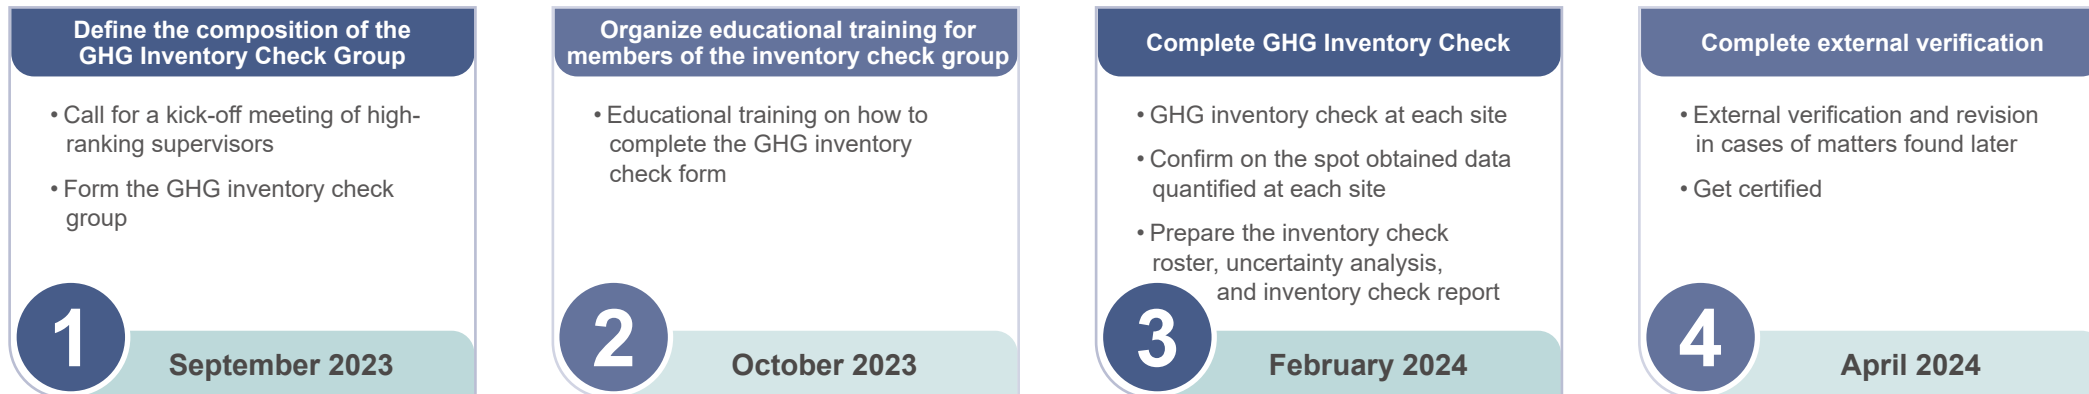 Define the composition of the
GHG Inventory Check Group
• Call for a kick-off meeting of high-
ranking supervisors
• Form the GHG inventory check
group
1
September 2023
Organize educational training for
members of the inventory check group
• Educational training on how to
complete the GHG inventory
check form
2
October 2023
Complete GHG Inventory Check
• GHG inventory check at each site
• Confirm on the spot obtained data
quantified at each site
• Prepare the inventory check
roster, uncertainty analysis,
and inventory check report
3
February 2024
Complete external verification
• External verification and revision
in cases of matters found later
• Get certified
4
April 2024